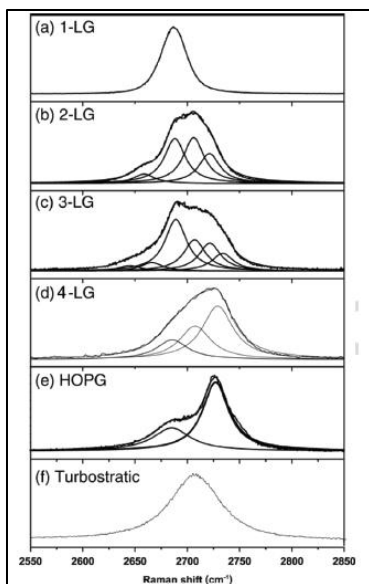 (a) 1-LG
(b) 2-LG
(c) 3-LG
(d) 4-LG
(e) HOPG
(f) Turbostratic
2550 2600 2650 2700 2750 2800 2850
Raman shift (cm⁻¹)